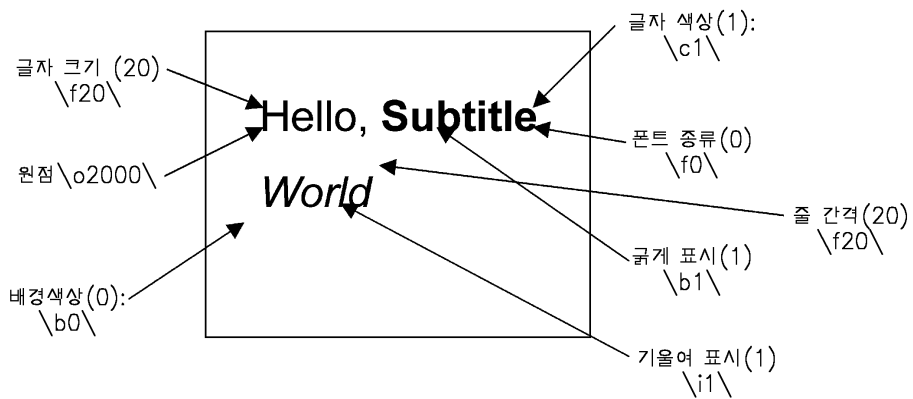 글자 색상(1):
\c1\
글자 크기 (20)
\f20\
Hello, Subtitle
폰트 종류(0)
\f0\
원점\o2000\
World
줄 간격(20)
\f20\
굵게 표시(1)
\b1\
배경색상(0):
\b0\
기울여 표시(1)
\i1\